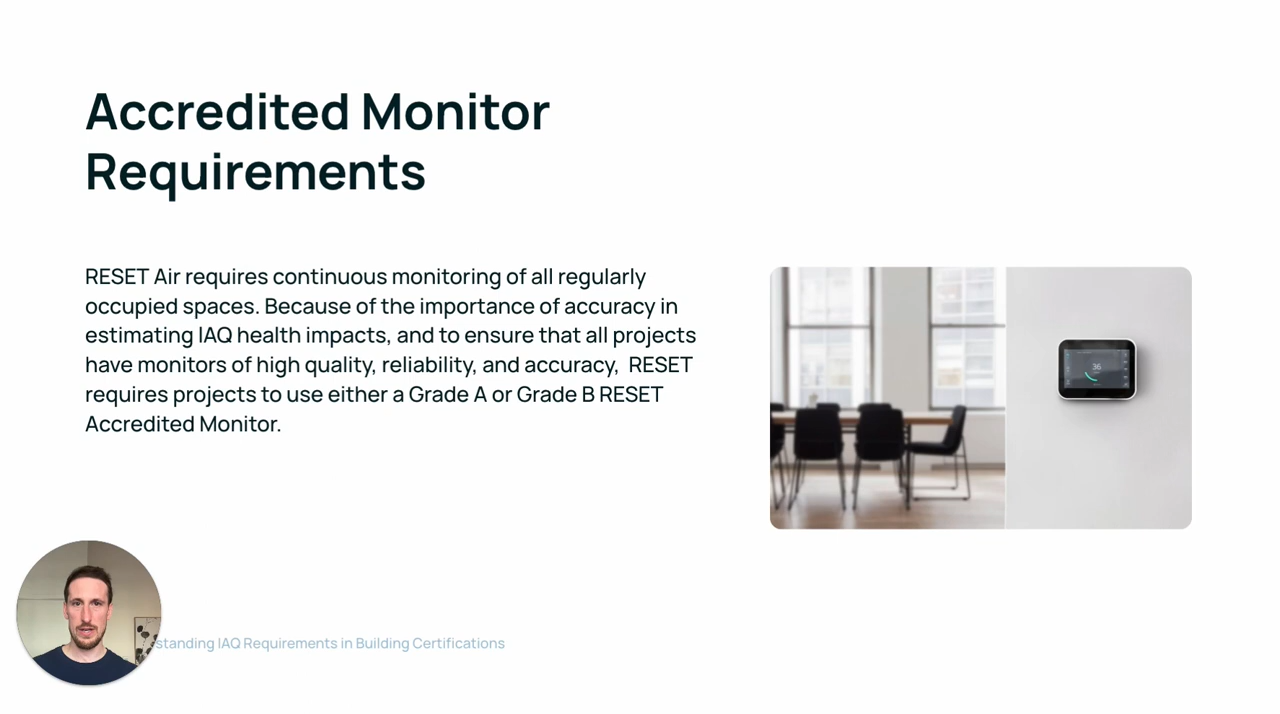 Accredited Monitor
Requirements
RESET Air requires continuous monitoring of all regularly
occupied spaces. Because of the importance of accuracy in
estimating IAQ health impacts, and to ensure that all projects
have monitors of high quality, reliability, and accuracy,  RESET
requires projects to use either a Grade A or Grade B RESET
Accredited Monitor.
36
standing IAQ Requirements in Building Certifications